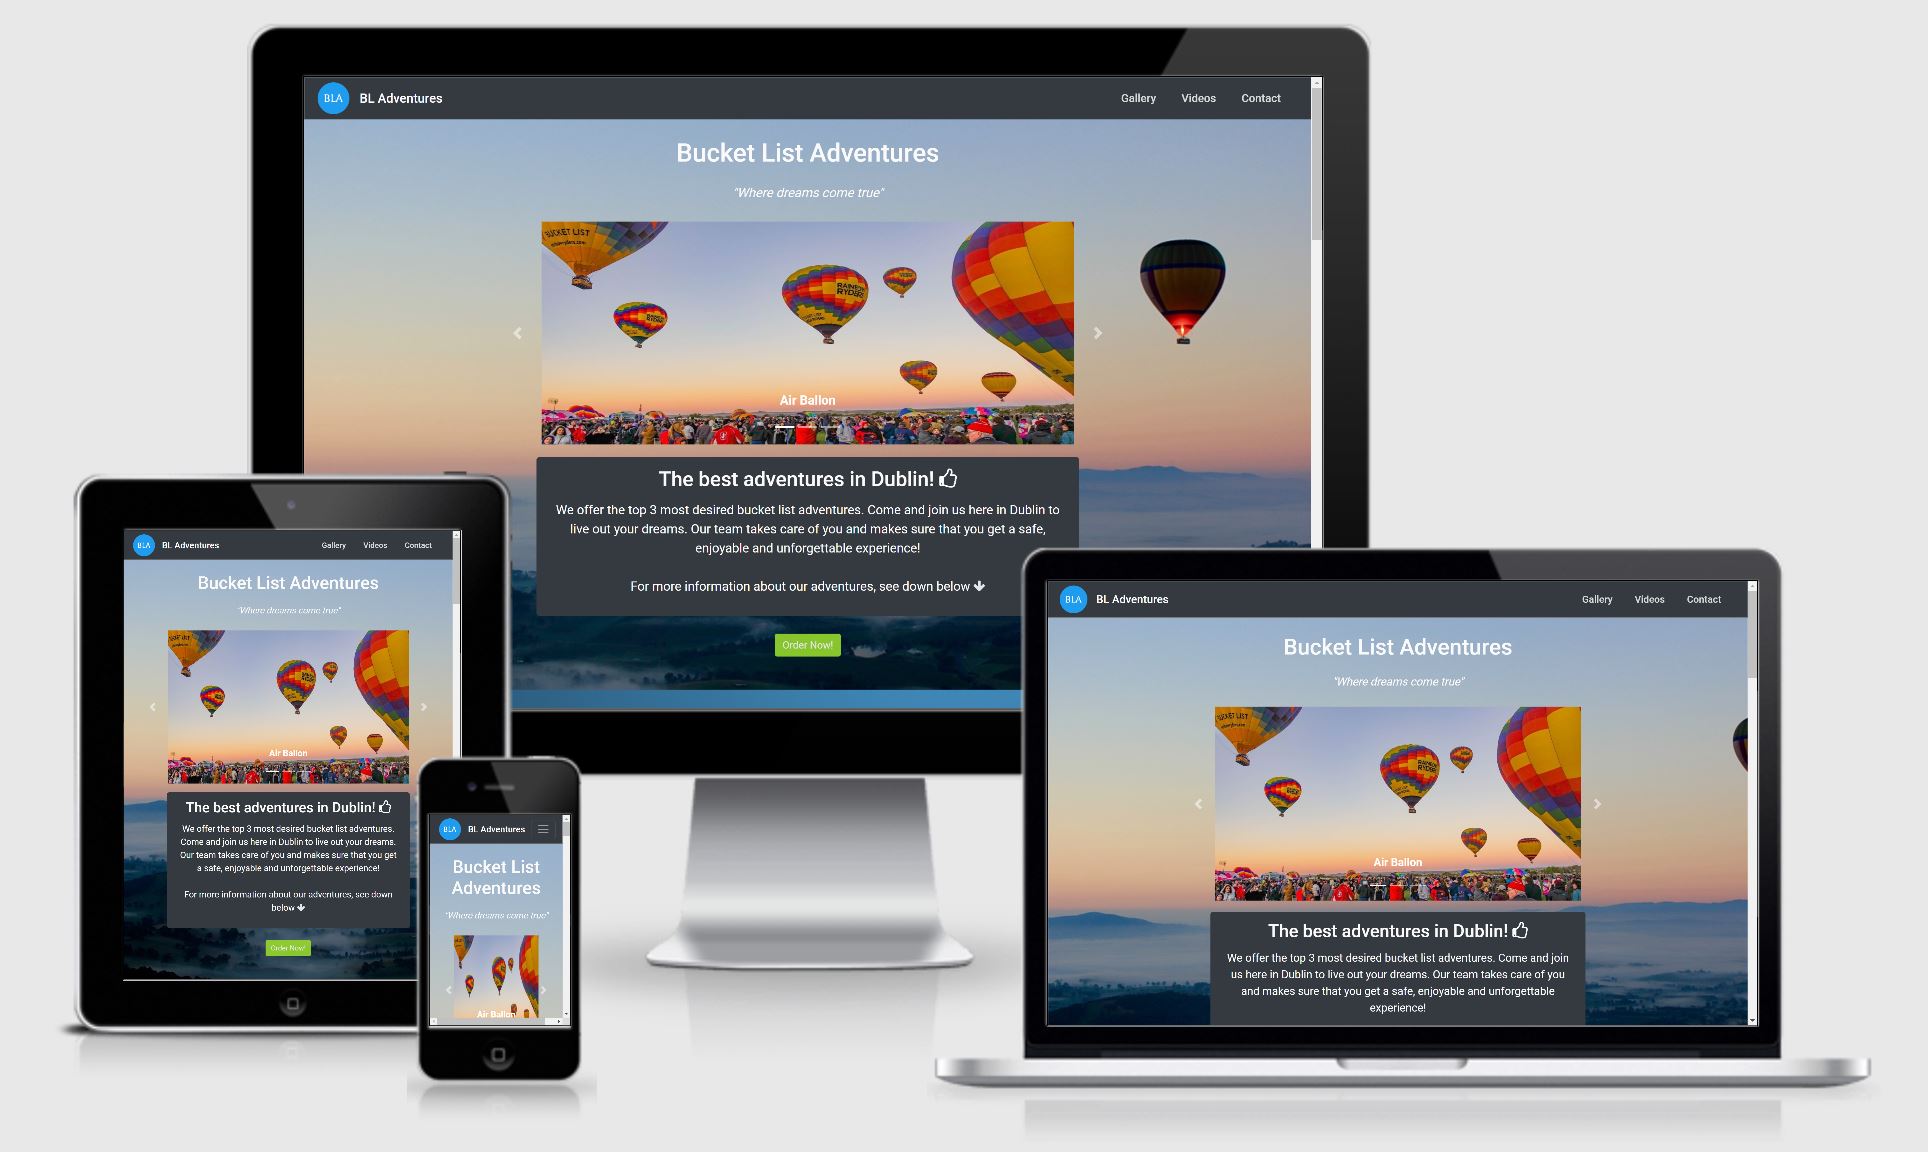 BLA BL Adventures Gallery Videos Contact
Bucket List Adventures
"Where dreams come true"
BUCKET LIST
RAINBOW
RYDERS
Air Ballon
The best adventures in Dublin!
We offer the top 3 most desired bucket list adventures. Come and join us here in Dublin to
live out your dreams. Our team takes care of you and makes sure that you get a safe,
enjoyable and unforgettable experience!
For more information about our adventures, see down below
Order Now!
BLA BL Adventures Gallery Videos Contact
Bucket List Adventures
"Where dreams come true"
BUCKET LIST
Air Ballon
The best adventures in Dublin!
We offer the top 3 most desired bucket list adventures.
Come and join us here in Dublin to live out your dreams.
Our team takes care of you and makes sure that you get
a safe, enjoyable and unforgettable experience!
For more information about our adventures, see down
below
Order Now!
BLA BL Adventures
Bucket List
Adventures
"Where dreams come true"
Air Ballon
BLA BL Adventures Gallery Videos Contact
Bucket List Adventures
"Where dreams come true"
BUCKET LIST
RAINBOW
RYDERS
Air Ballon
The best adventures in Dublin!
We offer the top 3 most desired bucket list adventures. Come and join
us here in Dublin to live out your dreams. Our team takes care of you
and makes sure that you get a safe, enjoyable and unforgettable
experience!